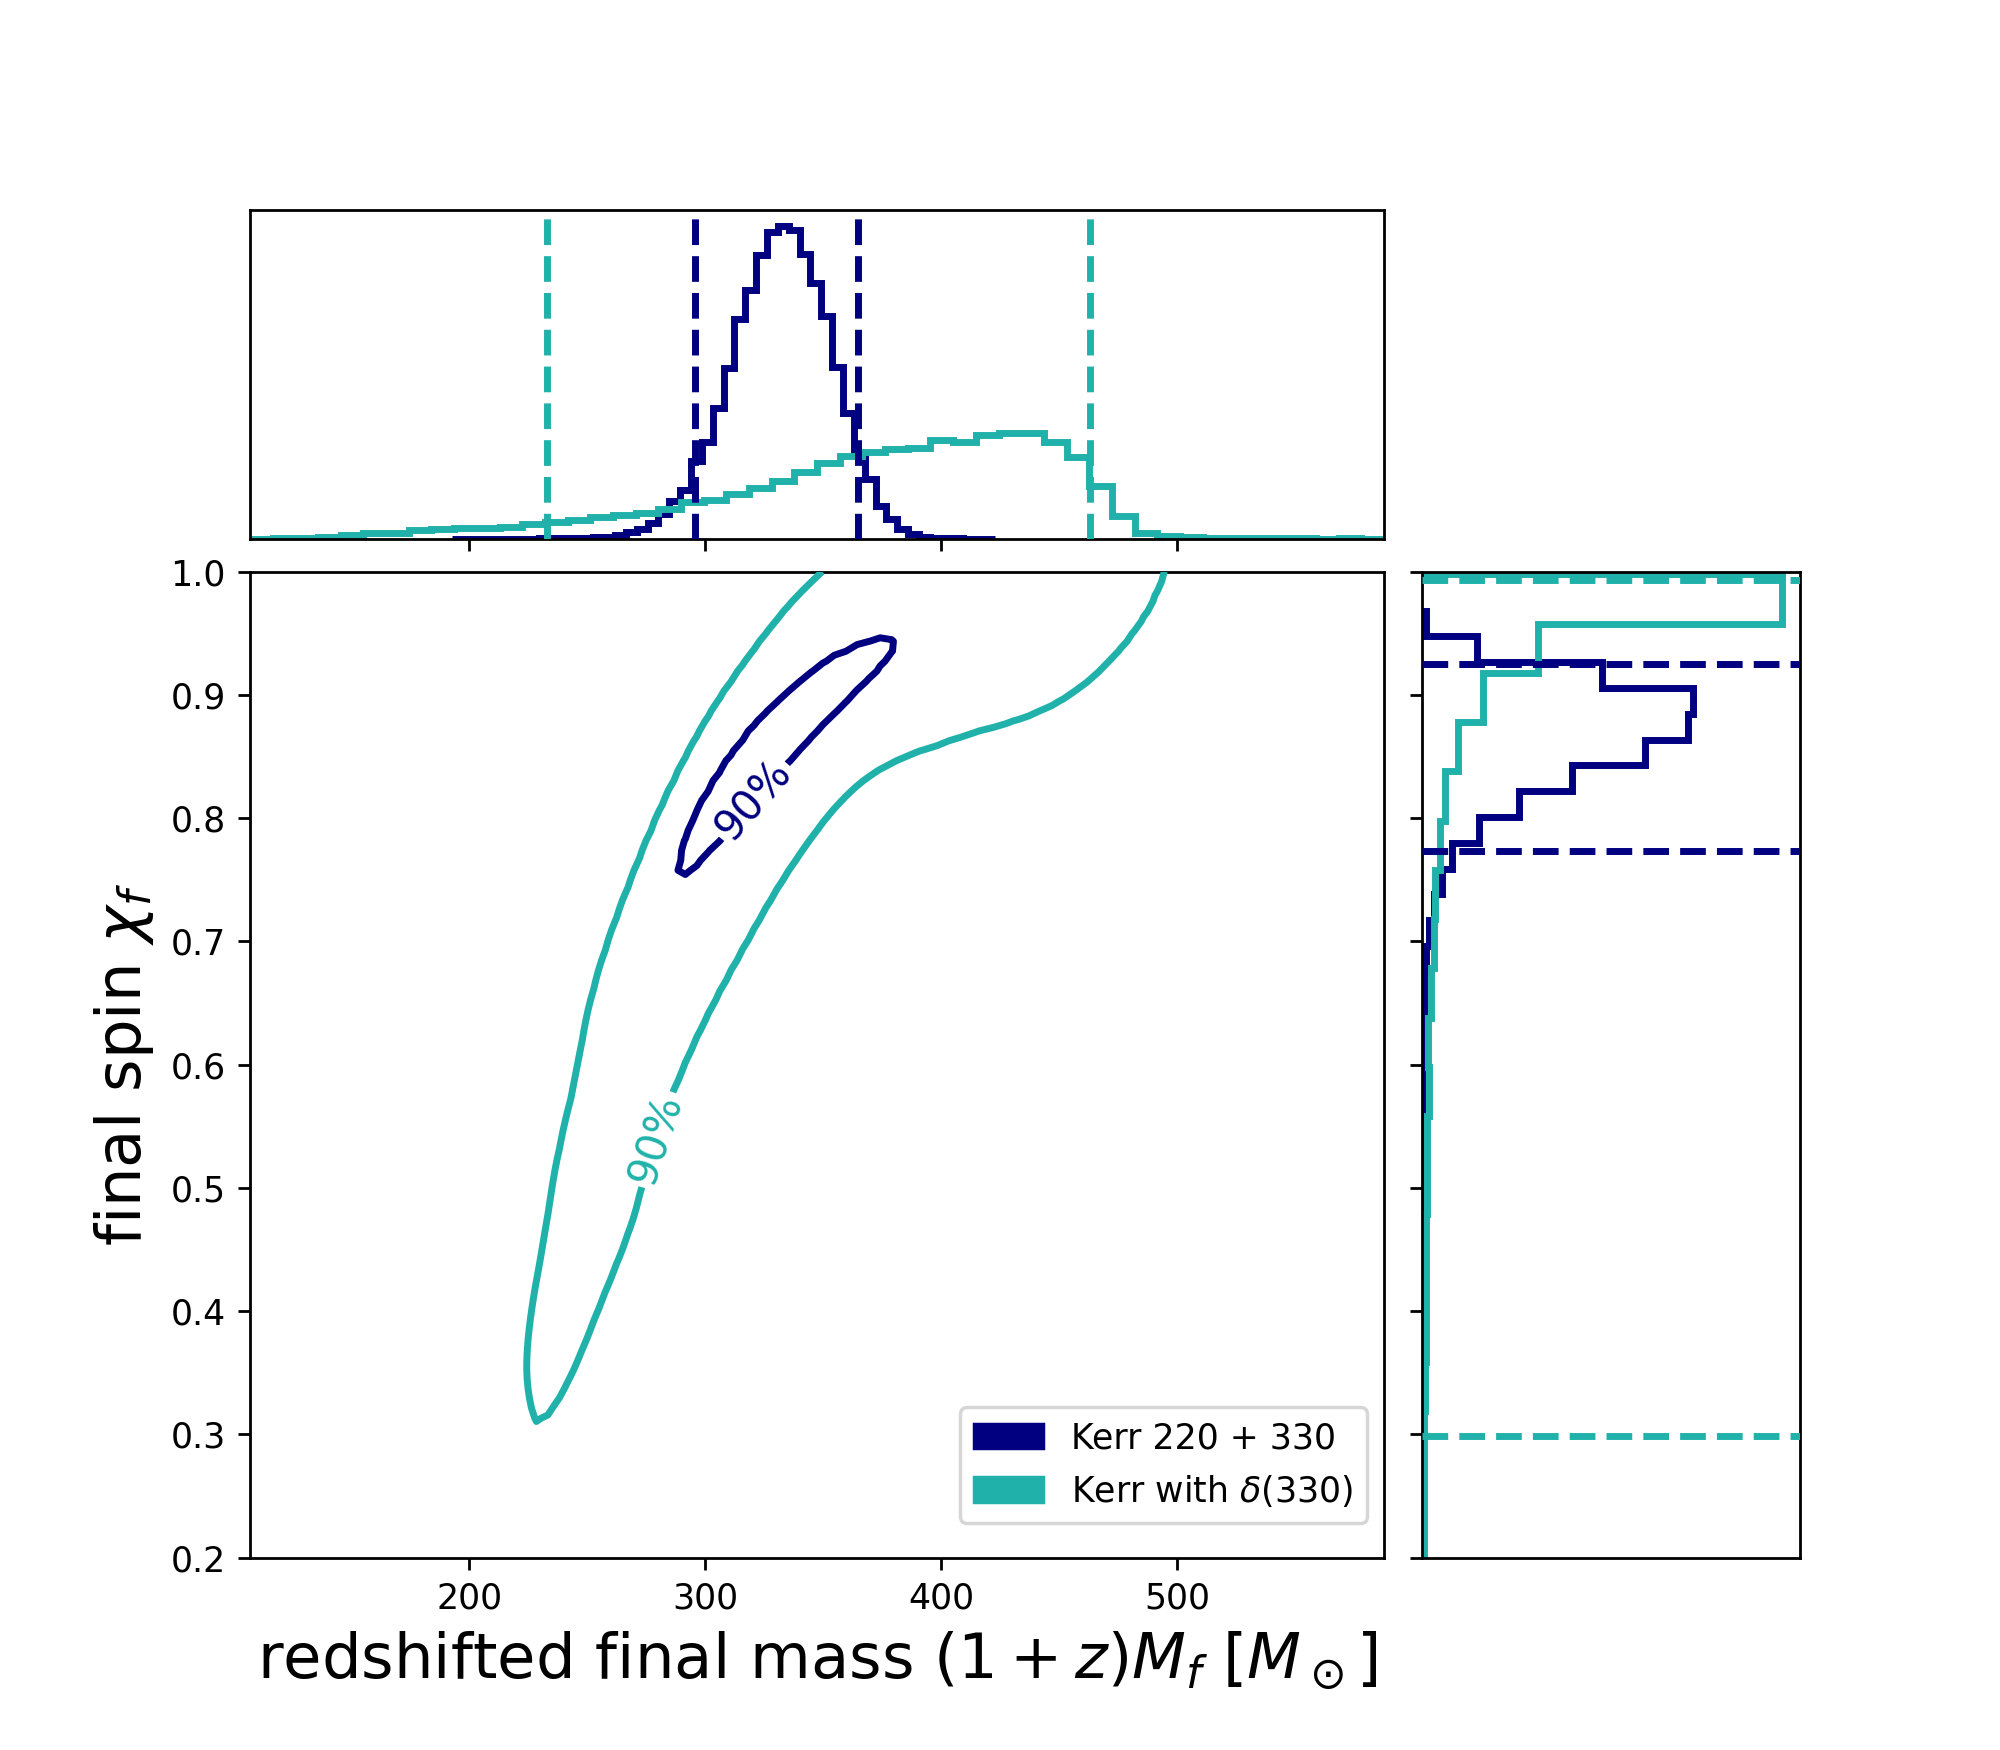 1.0
0.9
0.8
0.7
0.6
0.5
0.4
0.3
0.2
final spin χ_f
90%
90%
Kerr 220 + 330
Kerr with δ(330)
200 300 400 500
redshifted final mass (1 + z)M_f [M_⊙]